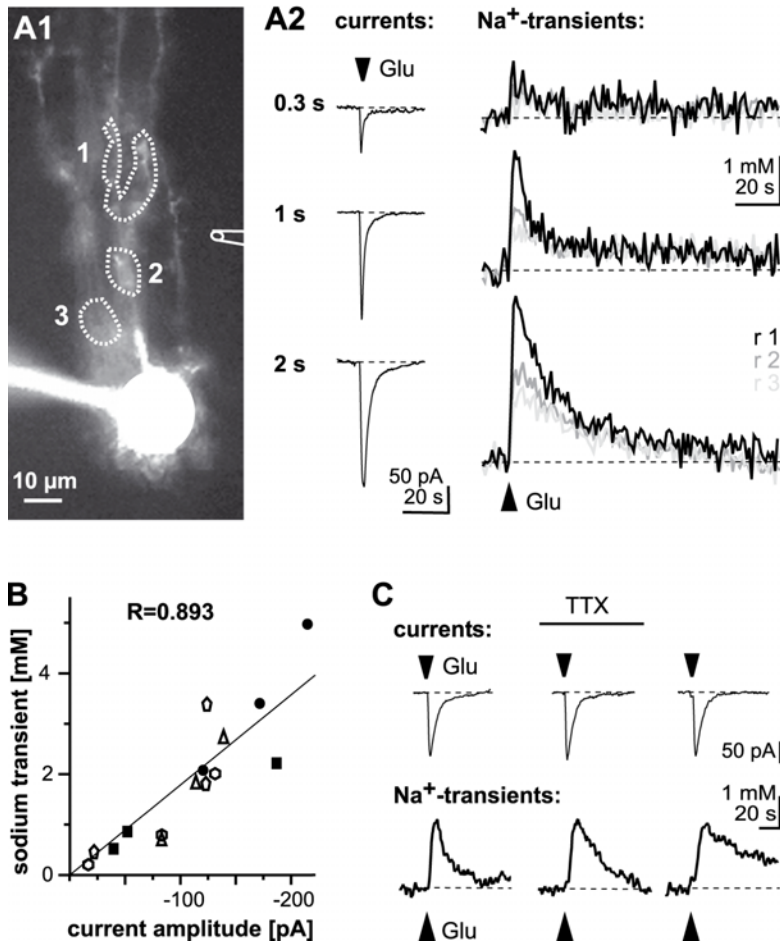 A1
1
2
3
10 µm
A2
currents:
Na⁺-transients:
Glu
0.3 s
1 s
2 s
1 mM
20 s
r 1
r 2
r 3
50 pA
20 s
Glu
B
R=0.893
sodium transient [mM]
4
2
0
-100
-200
current amplitude [pA]
C
TTX
currents:
Glu
50 pA
Na⁺-transients:
1 mM
20 s
Glu